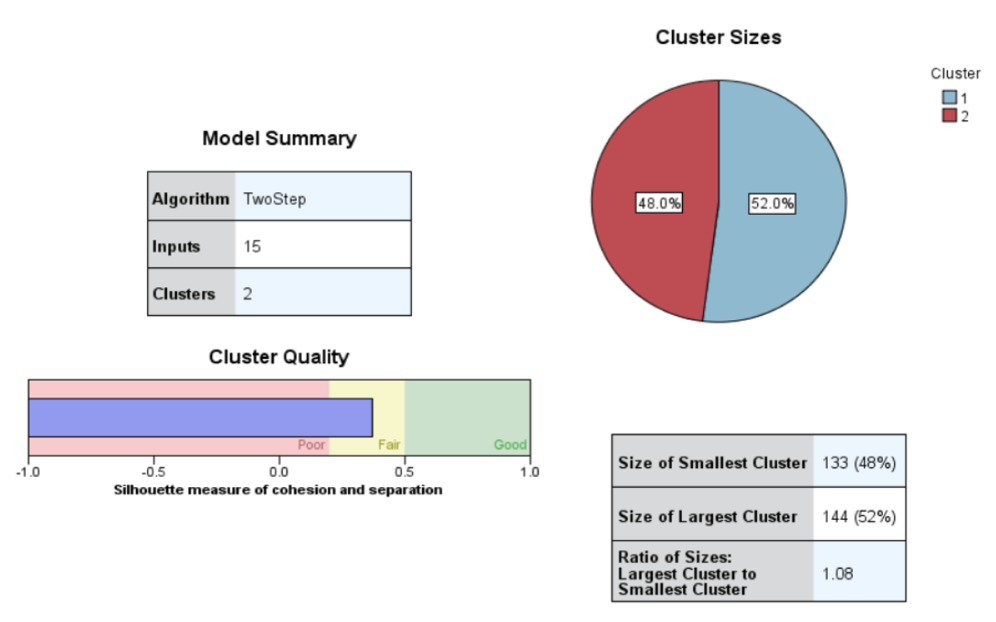 Cluster Sizes
Cluster
1
2
48.0%
52.0%
Model Summary
Algorithm TwoStep
Inputs 15
Clusters 2
Cluster Quality
Poor Fair Good
-1.0 -0.5 0.0 0.5 1.0
Silhouette measure of cohesion and separation
Size of Smallest Cluster 133 (48%)
Size of Largest Cluster 144 (52%)
Ratio of Sizes:
Largest Cluster to
Smallest Cluster
1.08